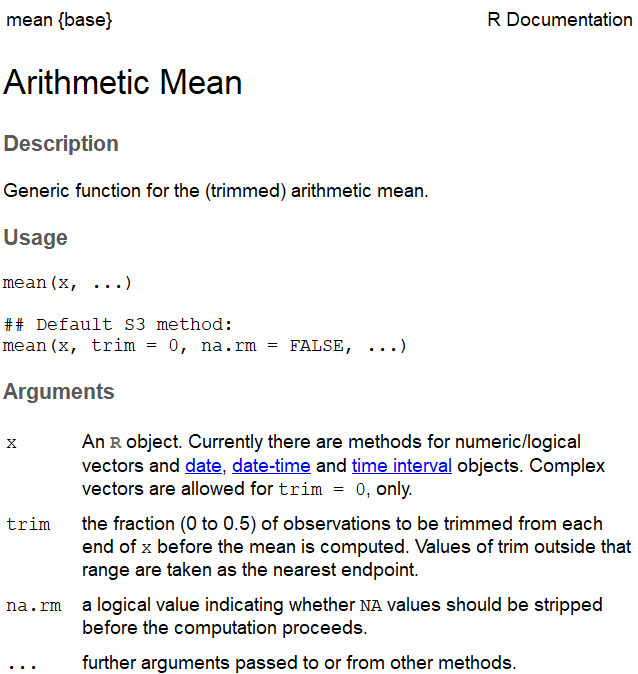 mean {base} R Documentation
Arithmetic Mean
Description
Generic function for the (trimmed) arithmetic mean.
Usage
mean(x, ...)
## Default S3 method:
mean(x, trim = 0, na.rm = FALSE, ...)
Arguments
x An R object. Currently there are methods for numeric/logical
vectors and date, date-time and time interval objects. Complex
vectors are allowed for trim = 0, only.
trim the fraction (0 to 0.5) of observations to be trimmed from each
end of x before the mean is computed. Values of trim outside that
range are taken as the nearest endpoint.
na.rm a logical value indicating whether NA values should be stripped
before the computation proceeds.
... further arguments passed to or from other methods.